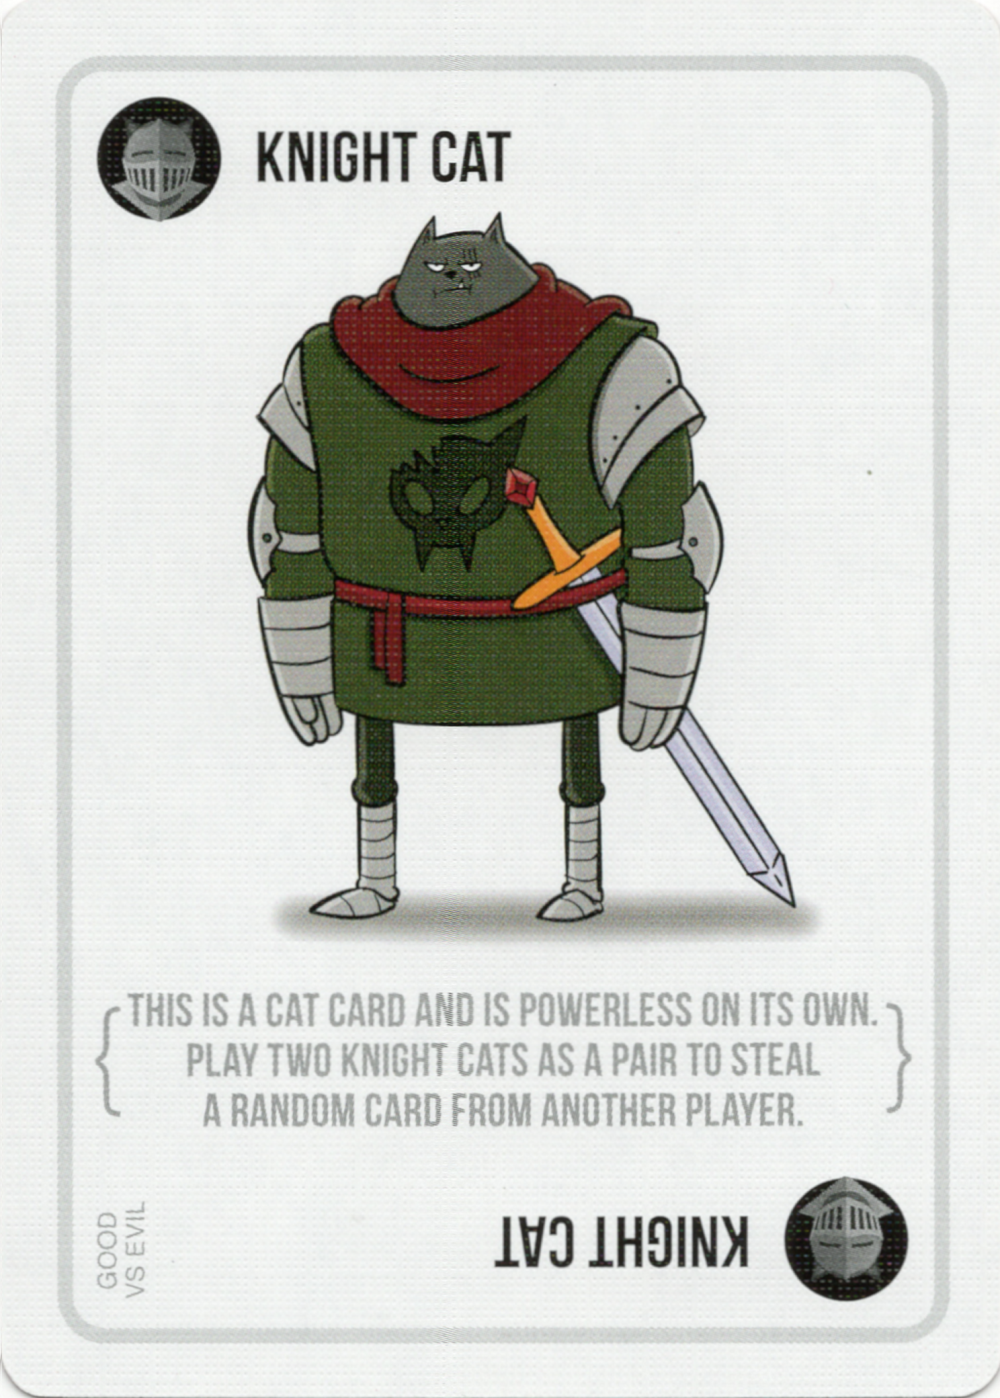 KNIGHT CAT
THIS IS A CAT CARD AND IS POWERLESS ON ITS OWN.
PLAY TWO KNIGHT CATS AS A PAIR TO STEAL
A RANDOM CARD FROM ANOTHER PLAYER.
GOOD
VS EVIL
KNIGHT CAT